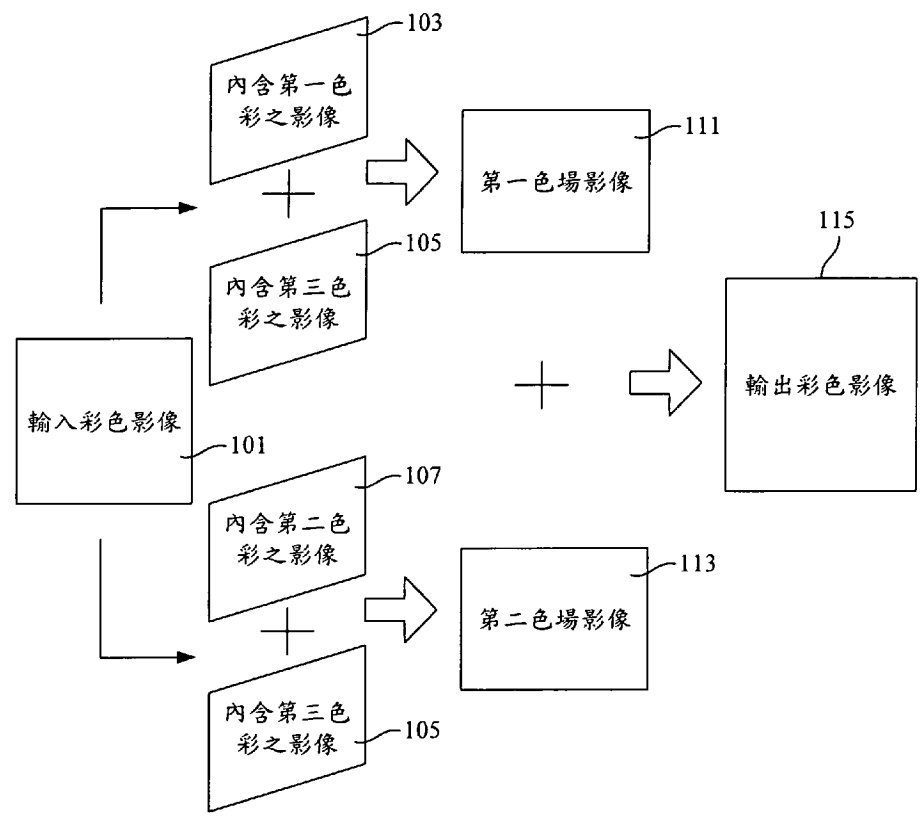 103
內含第一色
彩之影像
111
第一色場影像
105
內含第三色
彩之影像
115
輸出彩色影像
輸入彩色影像
101
107
內含第二色
彩之影像
113
第二色場影像
內含第三色
彩之影像
105